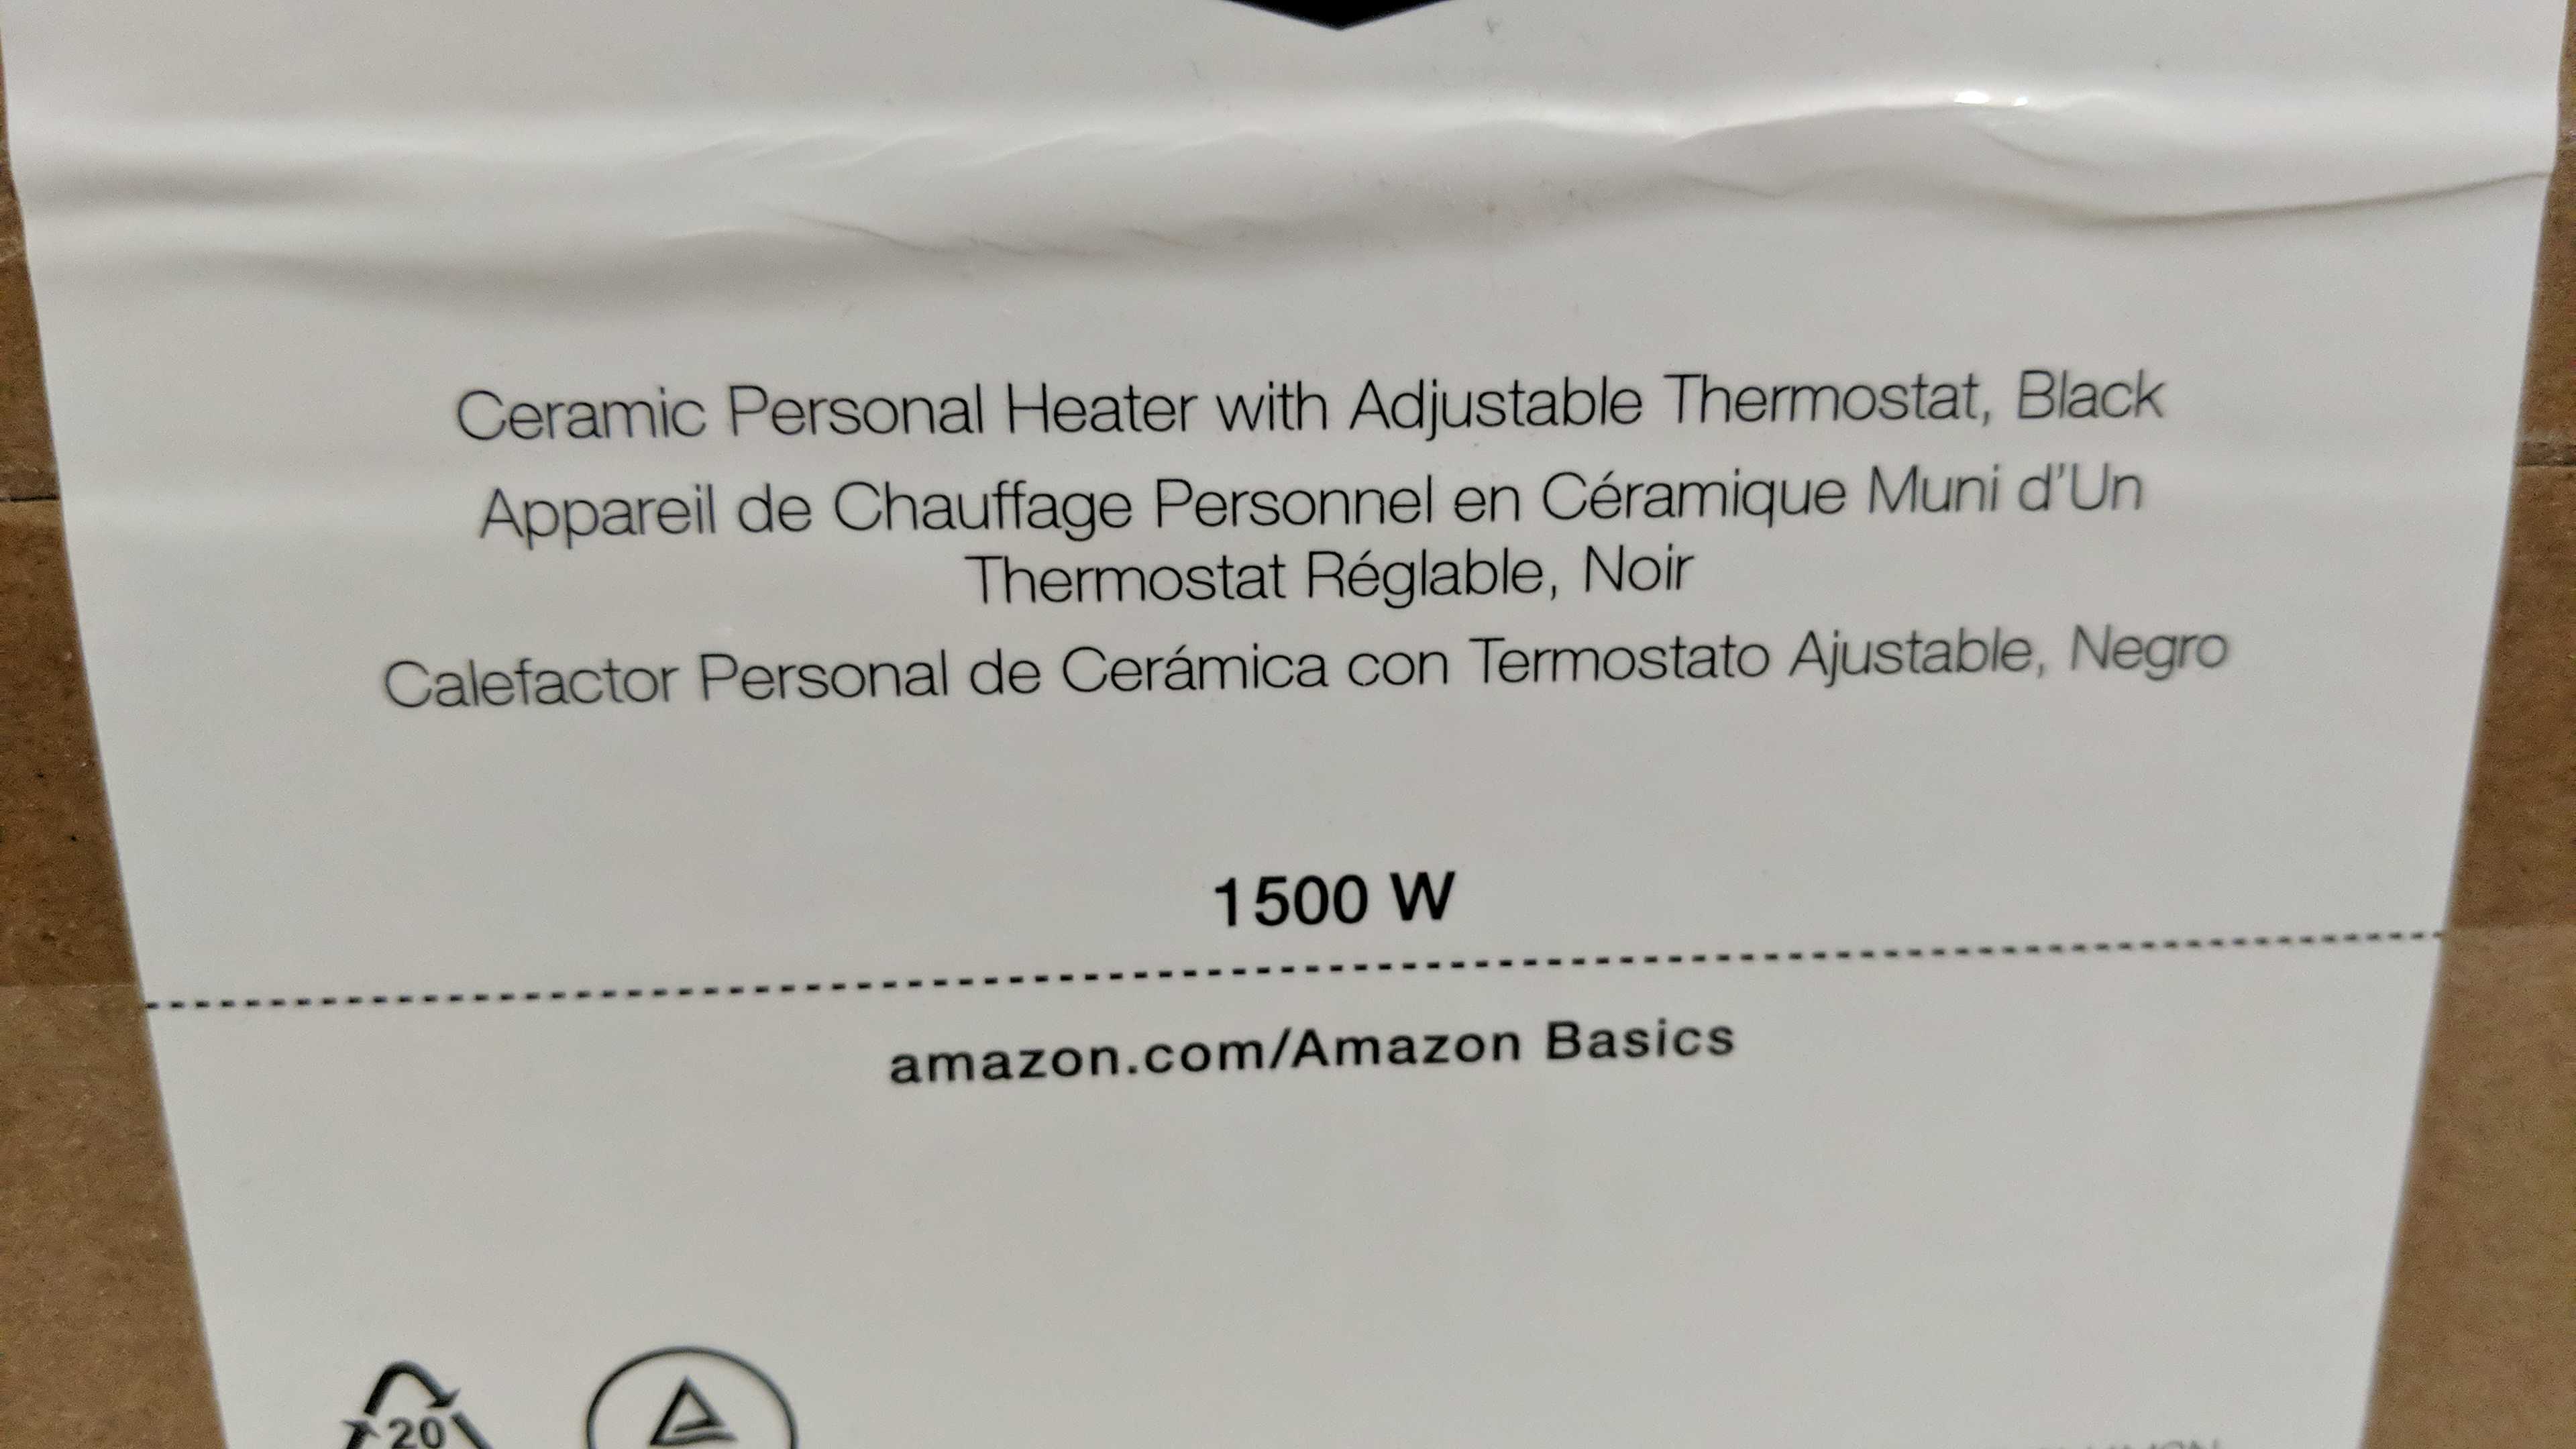 Ceramic Personal Heater with Adjustable Thermostat, Black
Appareil de Chauffage Personnel en Céramique Muni d'Un
Thermostat Réglable, Noir
Calefactor Personal de Cerámica con Termostato Ajustable, Negro
1500 W
amazon.com/Amazon Basics
20